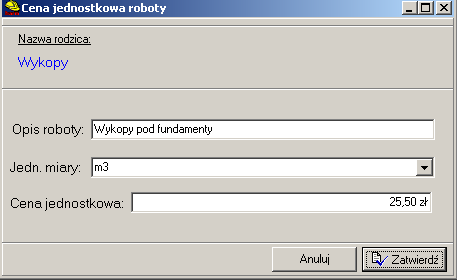 Cena jednostkowa roboty
Nazwa rodzica:
Wykopy
Opis roboty: Wykopy pod fundamenty
Jedn. miary: m3
Cena jednostkowa: 25,50 zł
Anuluj Zatwierdź